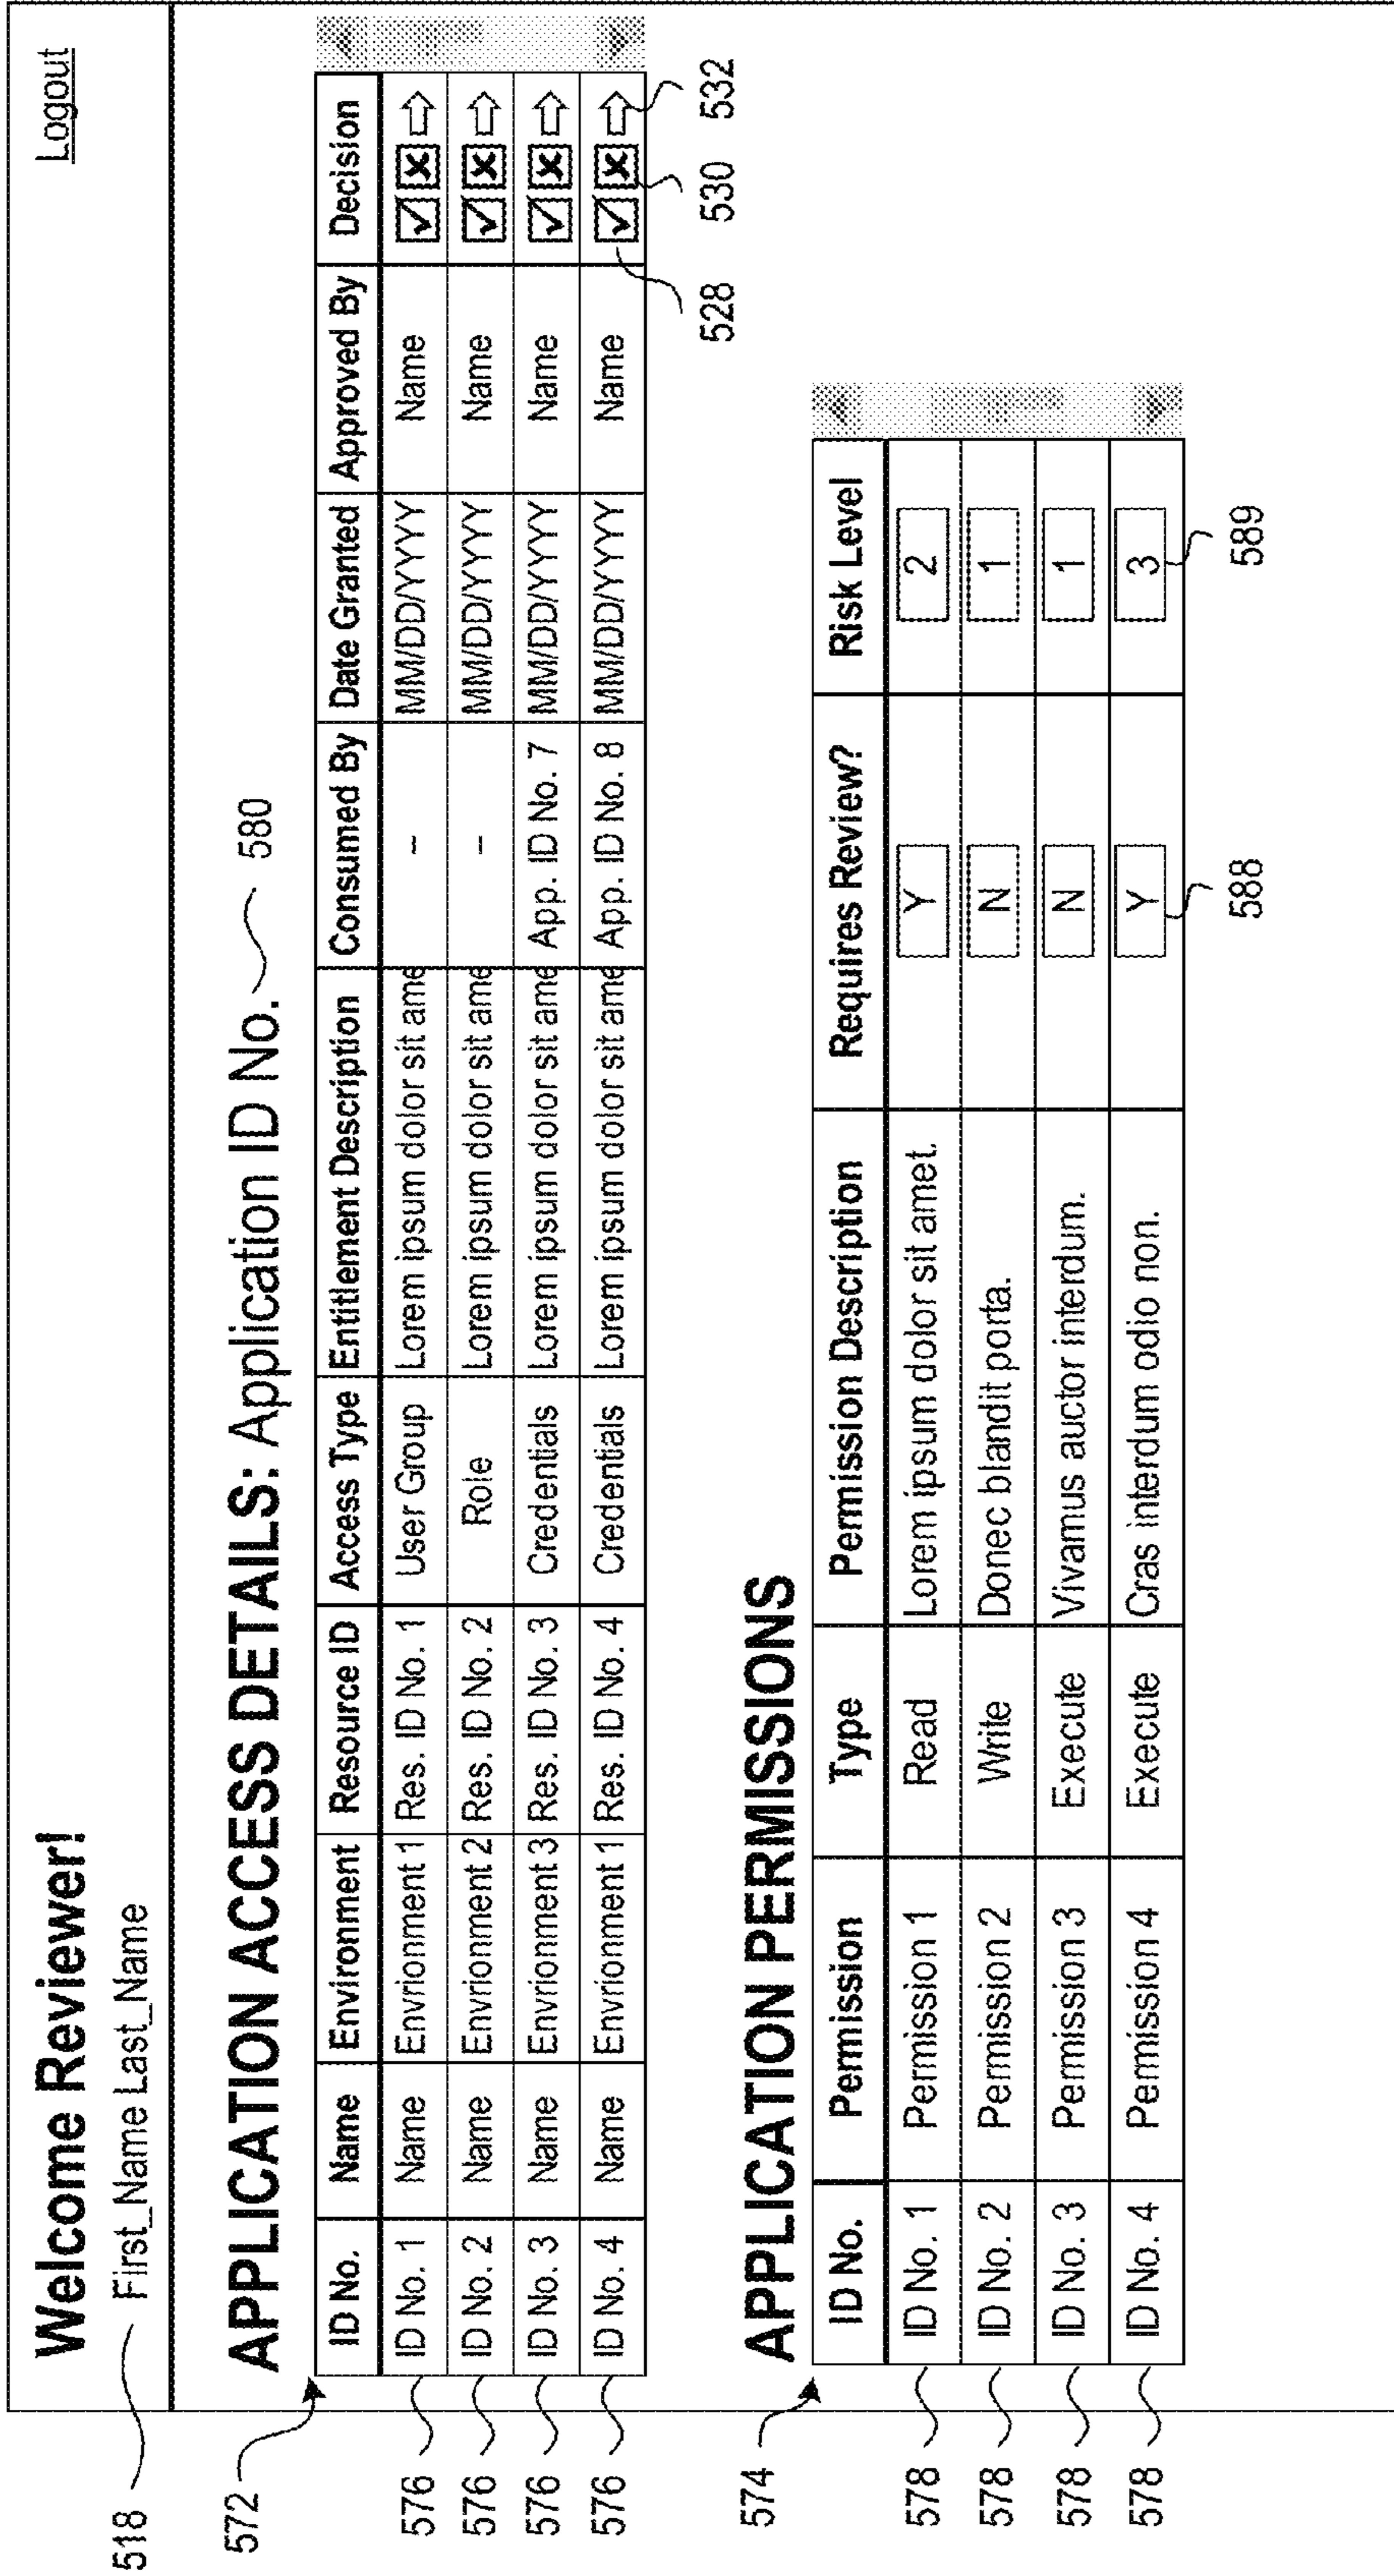 Welcome Reviewer!
Logout
518 First_Name Last_Name
APPLICATION ACCESS DETAILS: Application ID No. 580
572
ID No. Name Environment Resource ID Access Type Entitlement Description Consumed By Date Granted Approved By Decision
576 ID No. 1 Name Envrionment 1 Res. ID No. 1 User Group Lorem ipsum dolor sit ame – MM/DD/YYYY Name
576 ID No. 2 Name Envrionment 2 Res. ID No. 2 Role Lorem ipsum dolor sit ame – MM/DD/YYYY Name
576 ID No. 3 Name Envrionment 3 Res. ID No. 3 Credentials Lorem ipsum dolor sit ame App. ID No. 7 MM/DD/YYYY Name
576 ID No. 4 Name Envrionment 1 Res. ID No. 4 Credentials Lorem ipsum dolor sit ame App. ID No. 8 MM/DD/YYYY Name
528 530 532
APPLICATION PERMISSIONS
574
ID No. Permission Type Permission Description Requires Review? Risk Level
578 ID No. 1 Permission 1 Read Lorem ipsum dolor sit amet. Y 2
578 ID No. 2 Permission 2 Write Donec blandit porta. N 1
578 ID No. 3 Permission 3 Execute Vivamus auctor interdum. N 1
578 ID No. 4 Permission 4 Execute Cras interdum odio non. Y 3
588 589